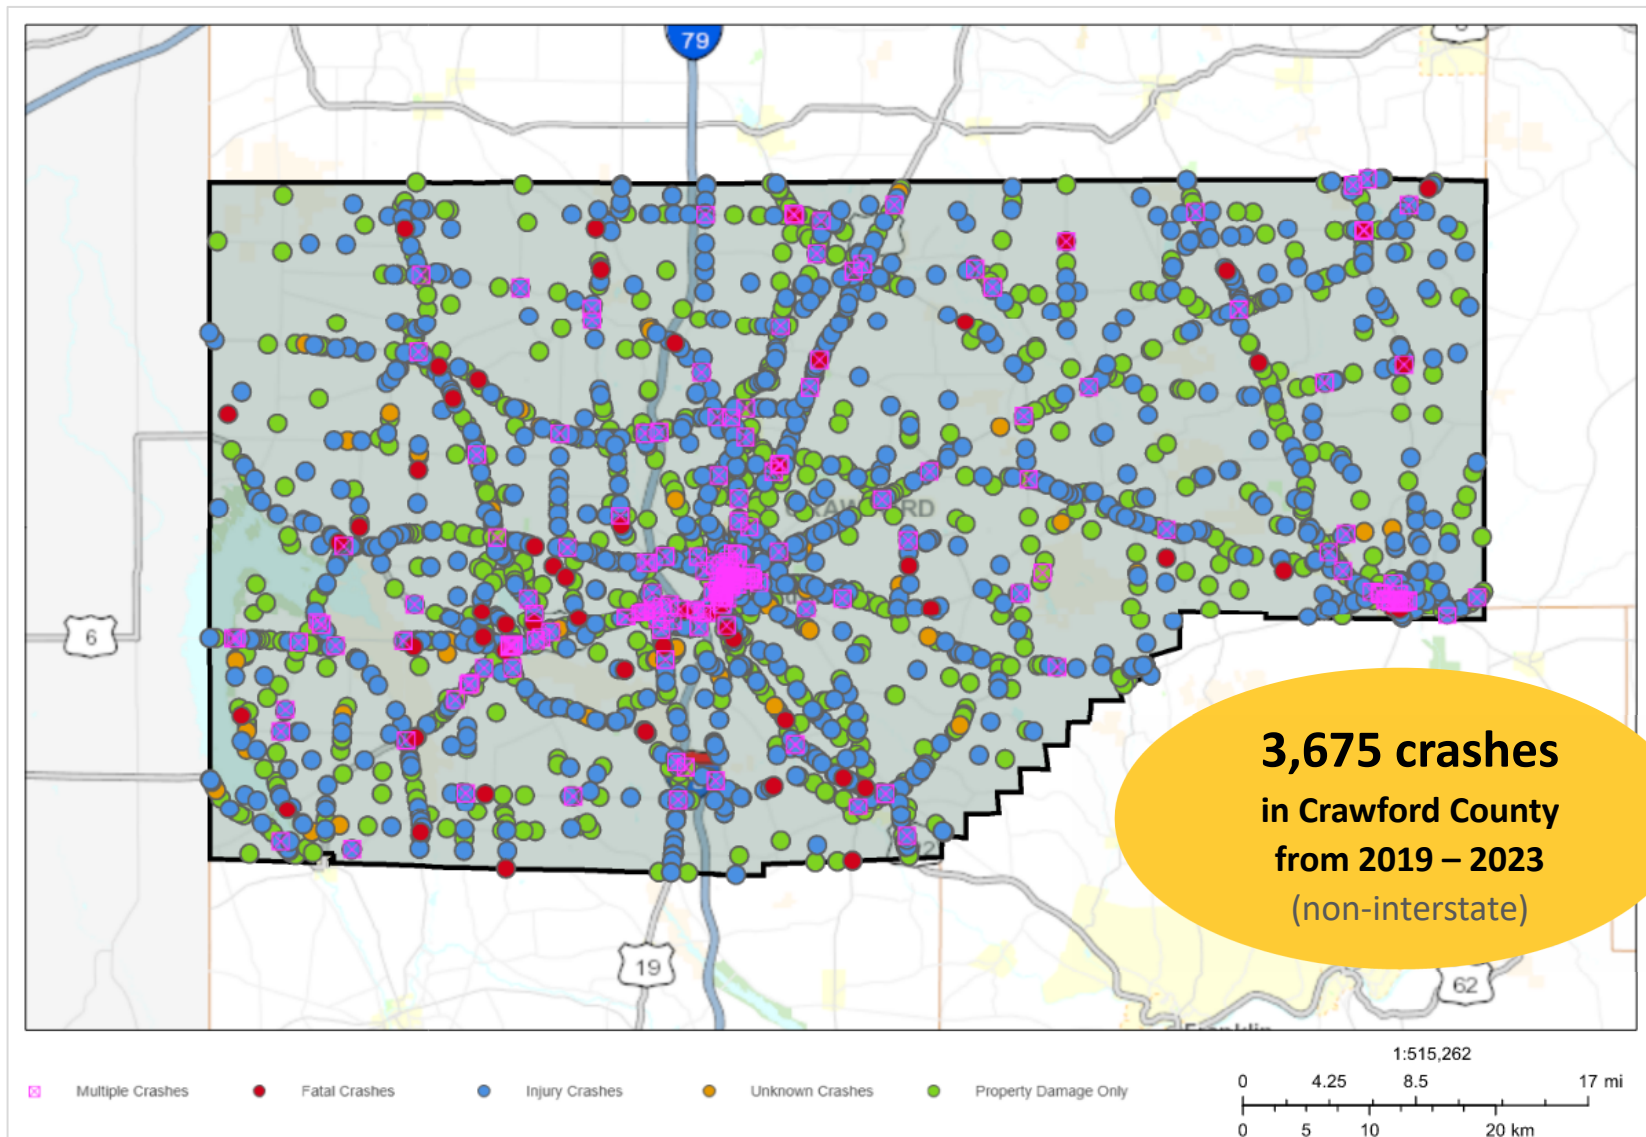 79
6
19
62
3,675 crashes
in Crawford County
from 2019 – 2023
(non-interstate)
Multiple Crashes
Fatal Crashes
Injury Crashes
Unknown Crashes
Property Damage Only
1:515,262
0 4.25 8.5 17 mi
0 5 10 20 km